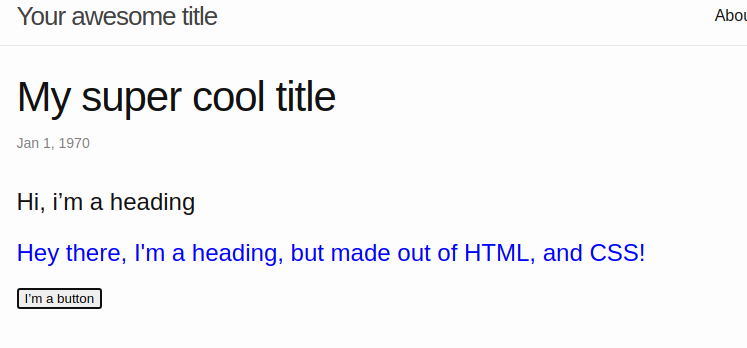 Your awesome title
My super cool title
Jan 1, 1970
Hi, i’m a heading
Hey there, I'm a heading, but made out of HTML, and CSS!
I’m a button